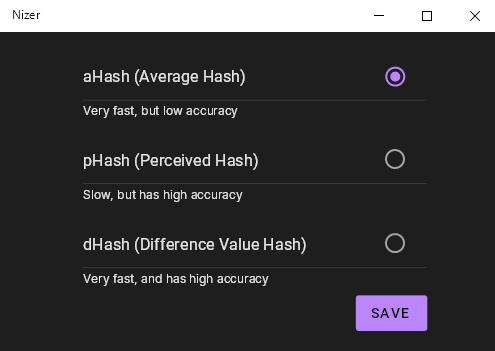 Nizer
aHash (Average Hash)
Very fast, but low accuracy
pHash (Perceived Hash)
Slow, but has high accuracy
dHash (Difference Value Hash)
Very fast, and has high accuracy
SAVE